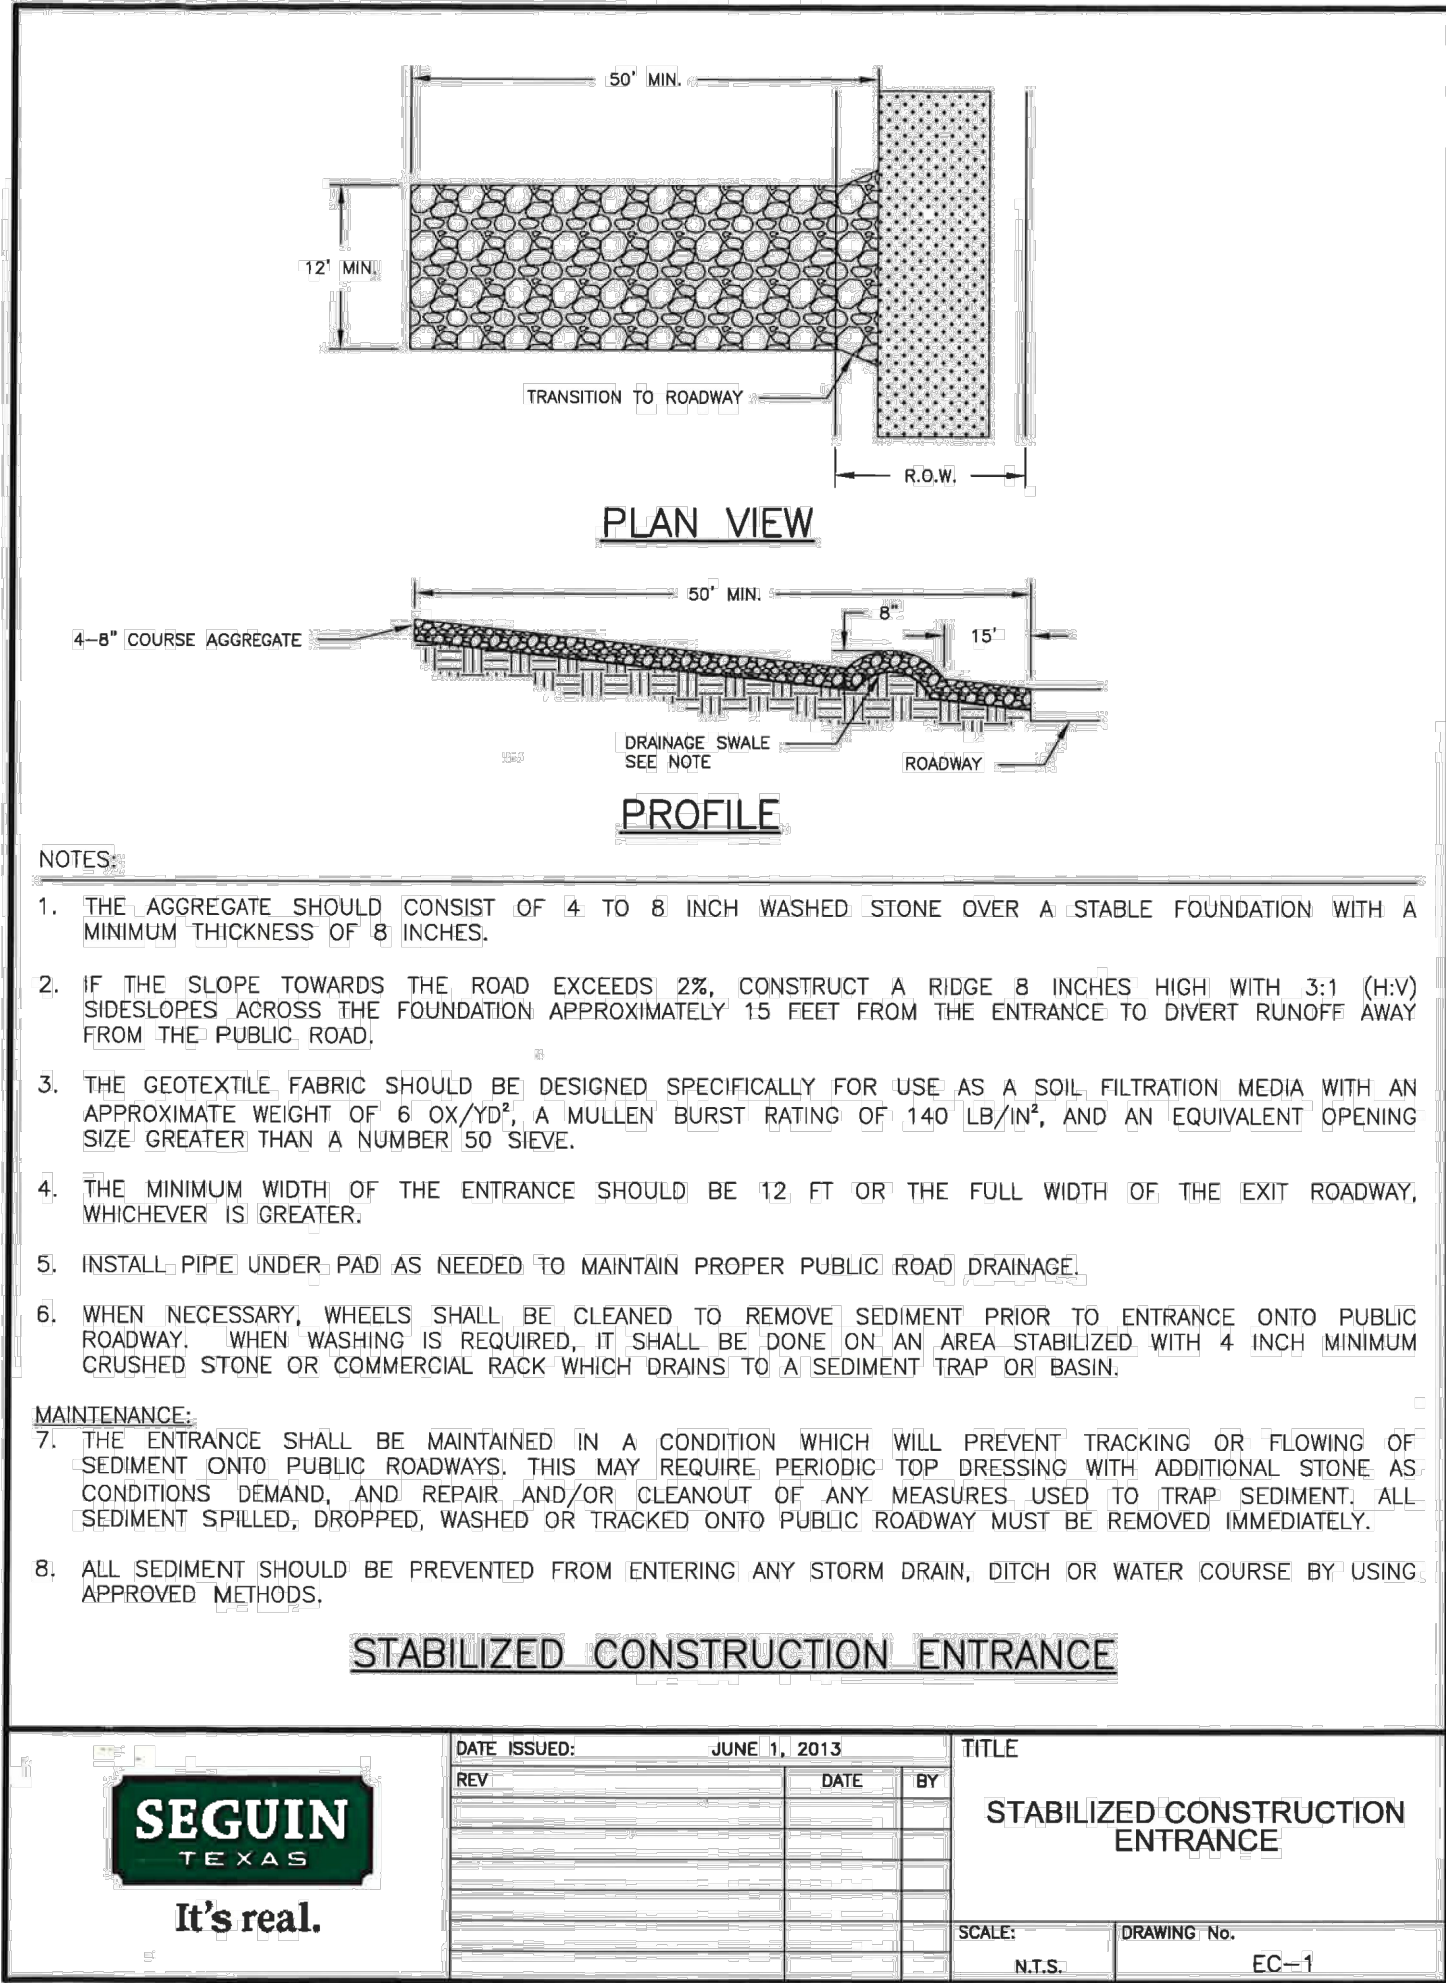 50' MIN.
12' MIN.
TRANSITION TO ROADWAY
R.O.W.
PLAN VIEW
50' MIN.
8"
15'
4-8" COURSE AGGREGATE
DRAINAGE SWALE
SEE NOTE
ROADWAY
PROFILE
NOTES:
1. THE AGGREGATE SHOULD CONSIST OF 4 TO 8 INCH WASHED STONE OVER A STABLE FOUNDATION WITH A
MINIMUM THICKNESS OF 8 INCHES.
2. IF THE SLOPE TOWARDS THE ROAD EXCEEDS 2%, CONSTRUCT A RIDGE 8 INCHES HIGH WITH 3:1 (H:V)
SIDESLOPES ACROSS THE FOUNDATION APPROXIMATELY 15 FEET FROM THE ENTRANCE TO DIVERT RUNOFF AWAY
FROM THE PUBLIC ROAD.
3. THE GEOTEXTILE FABRIC SHOULD BE DESIGNED SPECIFICALLY FOR USE AS A SOIL FILTRATION MEDIA WITH AN
APPROXIMATE WEIGHT OF 6 OX/YD², A MULLEN BURST RATING OF 140 LB/IN², AND AN EQUIVALENT OPENING
SIZE GREATER THAN A NUMBER 50 SIEVE.
4. THE MINIMUM WIDTH OF THE ENTRANCE SHOULD BE 12 FT OR THE FULL WIDTH OF THE EXIT ROADWAY,
WHICHEVER IS GREATER.
5. INSTALL PIPE UNDER PAD AS NEEDED TO MAINTAIN PROPER PUBLIC ROAD DRAINAGE.
6. WHEN NECESSARY, WHEELS SHALL BE CLEANED TO REMOVE SEDIMENT PRIOR TO ENTRANCE ONTO PUBLIC
ROADWAY. WHEN WASHING IS REQUIRED, IT SHALL BE DONE ON AN AREA STABILIZED WITH 4 INCH MINIMUM
CRUSHED STONE OR COMMERCIAL RACK WHICH DRAINS TO A SEDIMENT TRAP OR BASIN.
MAINTENANCE:
7. THE ENTRANCE SHALL BE MAINTAINED IN A CONDITION WHICH WILL PREVENT TRACKING OR FLOWING OF
SEDIMENT ONTO PUBLIC ROADWAYS. THIS MAY REQUIRE PERIODIC TOP DRESSING WITH ADDITIONAL STONE AS
CONDITIONS DEMAND, AND REPAIR AND/OR CLEANOUT OF ANY MEASURES USED TO TRAP SEDIMENT. ALL
SEDIMENT SPILLED, DROPPED, WASHED OR TRACKED ONTO PUBLIC ROADWAY MUST BE REMOVED IMMEDIATELY.
8. ALL SEDIMENT SHOULD BE PREVENTED FROM ENTERING ANY STORM DRAIN, DITCH OR WATER COURSE BY USING
APPROVED METHODS.
STABILIZED CONSTRUCTION ENTRANCE
SEGUIN
TEXAS
It's real.
DATE ISSUED: JUNE 1, 2013
REV DATE BY
TITLE
STABILIZED CONSTRUCTION
ENTRANCE
SCALE:
N.T.S.
DRAWING No.
EC-1